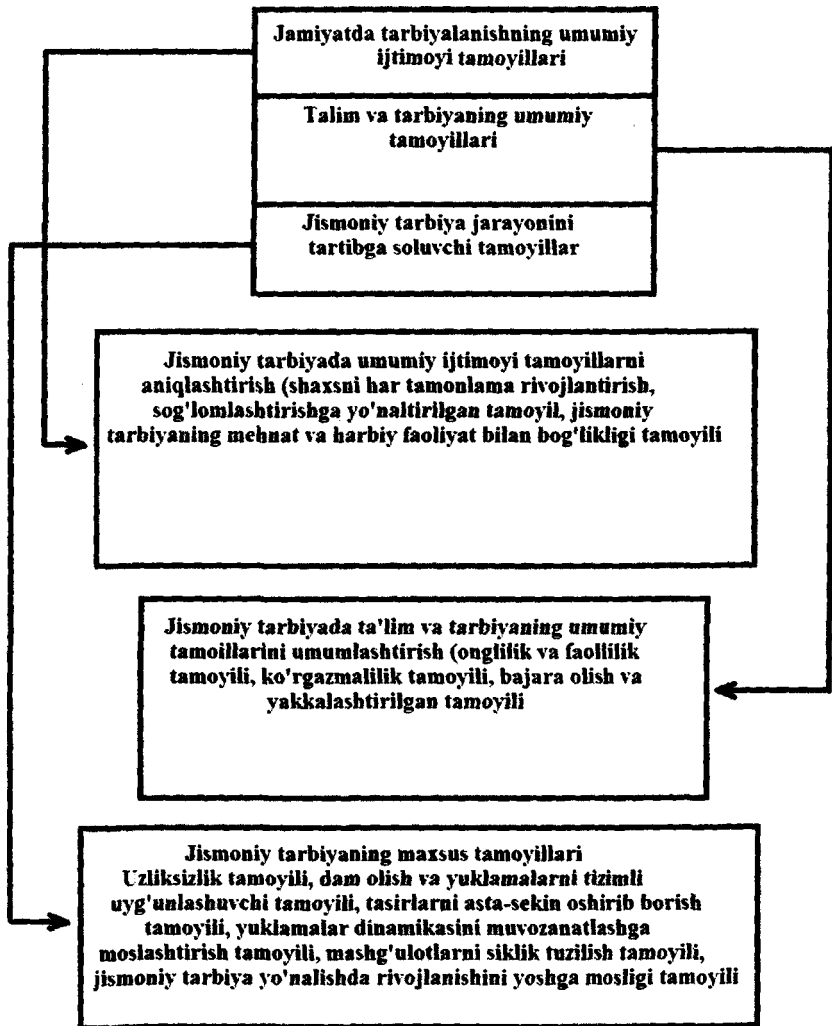 Jamiyatda tarbiyalanishning umumiy
ijtimoyi tamoyillari
Talim va tarbiyaning umumiy
tamoyillari
Jismoniy tarbiya jarayonini
tartibga soluvchi tamoyillar
Jismoniy tarbiyada umumiy ijtimoyi tamoyillarni
aniqlashtirish (shaxsni har tamonlama rivojlantirish,
sog'lomlashtirishga yo'naltirilgan tamoyil, jismoniy
tarbiyaning mehnat va harbiy faoliyat bilan bog'likligi tamoyili
Jismoniy tarbiyada ta'lim va tarbiyaning umumiy
tamoillarini umumlashtirish (onglilik va faollilik
tamoyili, ko'rgazmalilik tamoyili, bajara olish va
yakkalashtirilgan tamoyili
Jismoniy tarbiyaning maxsus tamoyillari
Uzliksizlik tamoyili, dam olish va yuklamalarni tizimli
uyg'unlashuvchi tamoyili, tasirlarni asta-sekin oshirib borish
tamoyili, yuklamalar dinamikasini muvozanatlashga
moslashtirish tamoyili, mashg'ulotlarni siklik tuzilish tamoyili,
jismoniy tarbiya yo'nalishda rivojlanishini yoshga mosligi tamoyili